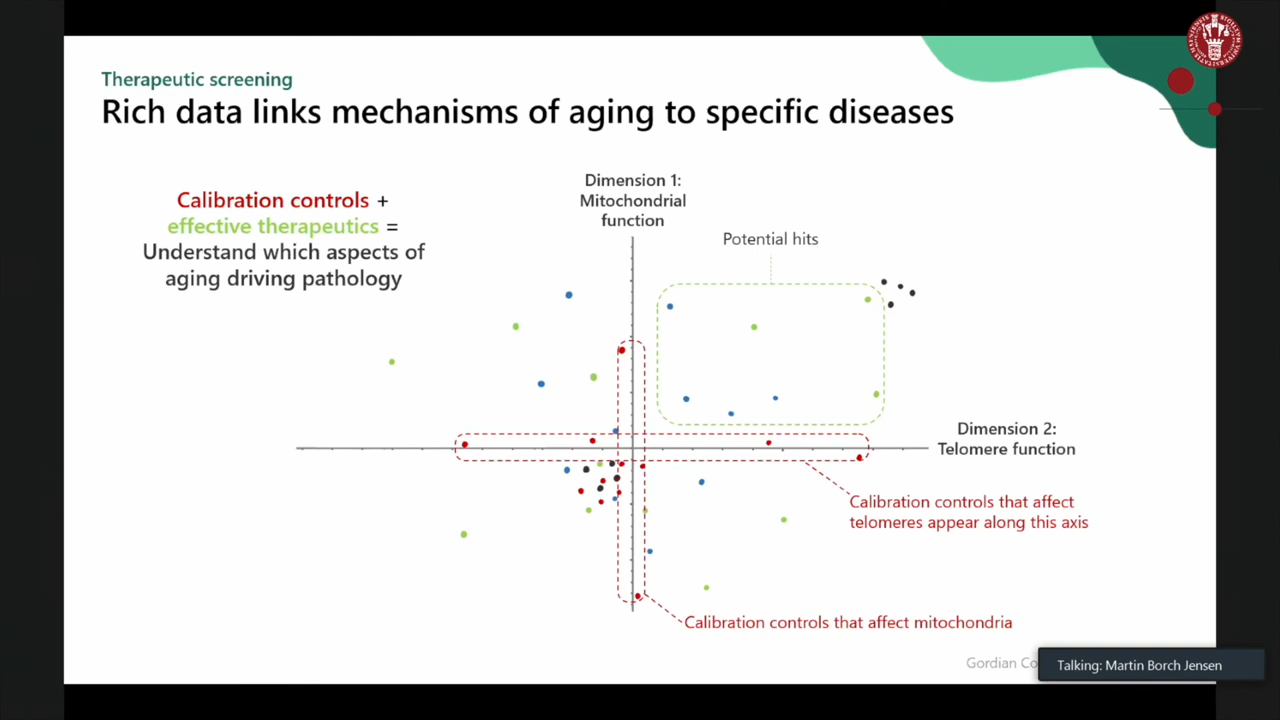 Therapeutic screening
Rich data links mechanisms of aging to specific diseases
Calibration controls +
effective therapeutics =
Understand which aspects of
aging driving pathology
Dimension 1:
Mitochondrial
function
Potential hits
Dimension 2:
Telomere function
Calibration controls that affect
telomeres appear along this axis
Calibration controls that affect mitochondria
Gordian
Talking: Martin Borch Jensen